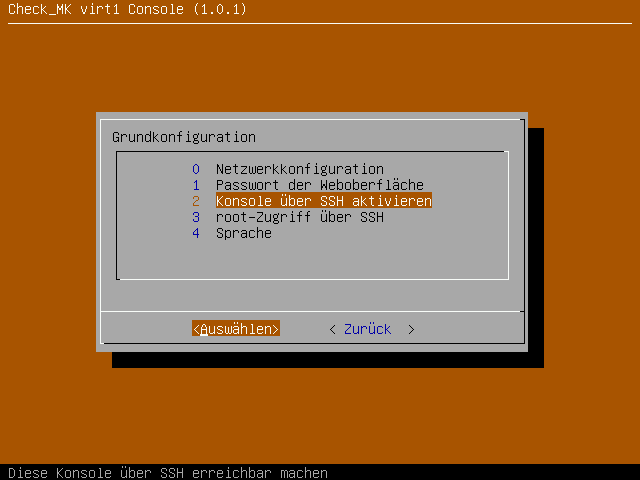 Check_MK virt1 Console (1.0.1)
Grundkonfiguration
0 Netzwerkkonfiguration
1 Passwort der Weboberfläche
2 Konsole über SSH aktivieren
3 root-Zugriff über SSH
4 Sprache
<Auswählen> < Zurück >
Diese Konsole über SSH erreichbar machen